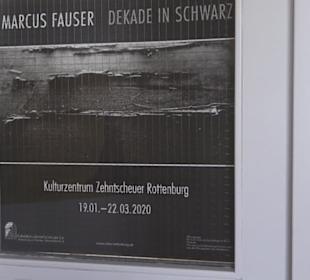 MARCUS FAUSER DEKADE IN SCHWARZ
Kulturzentrum Zehntscheuer Rottenburg
19.01.–22.03.2020